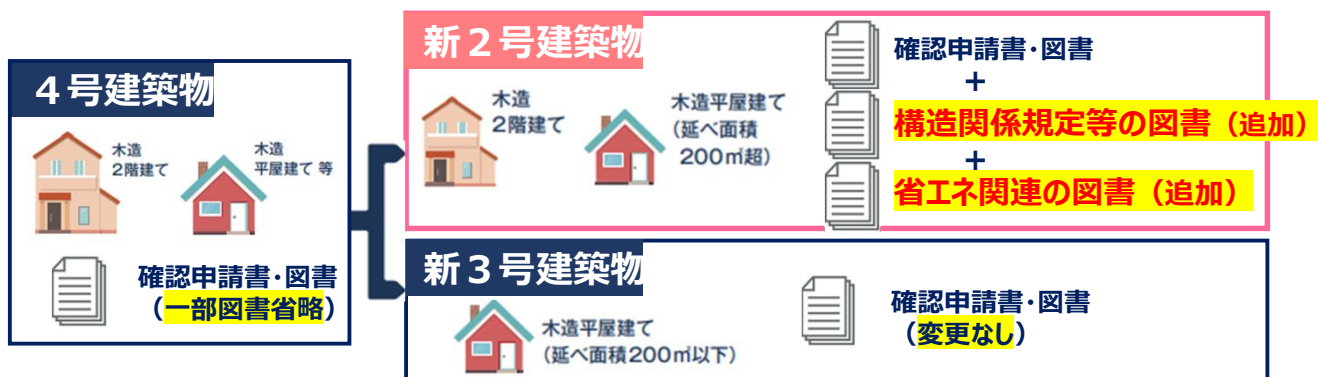 4号建築物
木造
2階建て
木造
平屋建て 等
確認申請書・図書
（一部図書省略）
新2号建築物
木造
2階建て
木造平屋建て
（延べ面積
200㎡超）
確認申請書・図書
+
構造関係規定等の図書（追加）
+
省エネ関連の図書（追加）
新3号建築物
木造平屋建て
（延べ面積200㎡以下）
確認申請書・図書
（変更なし）